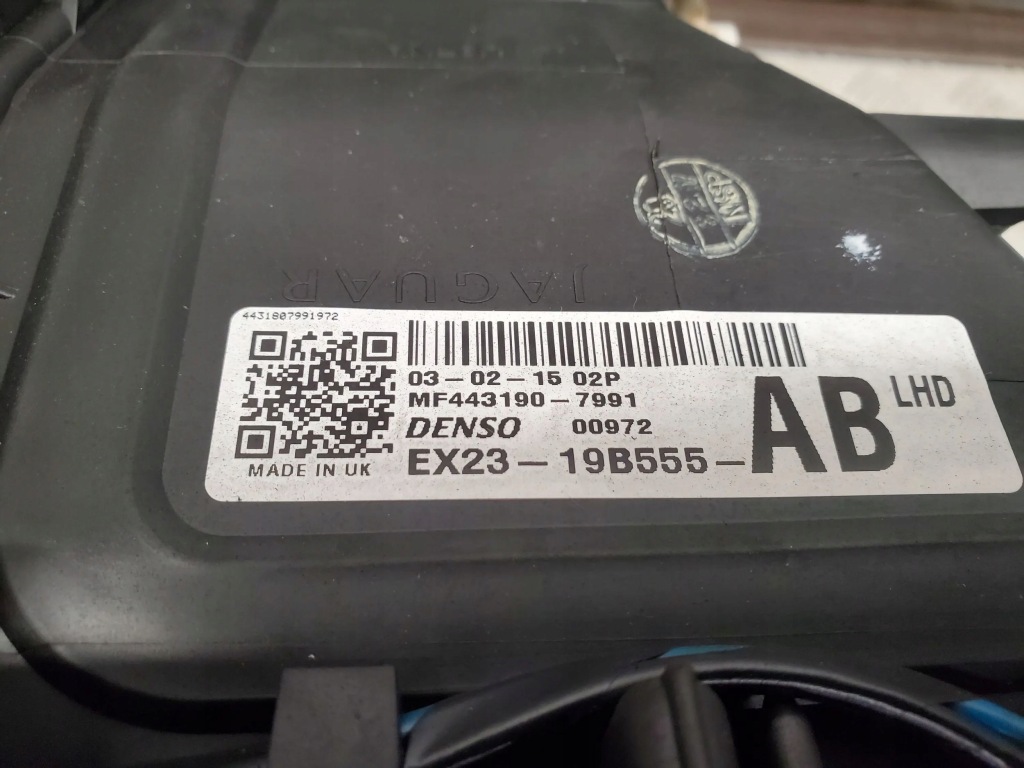 JAGUAR
4431807991972
03-02-15 02P
MF443190-7991
DENSO 00972
EX23-19B555-AB LHD
MADE IN UK